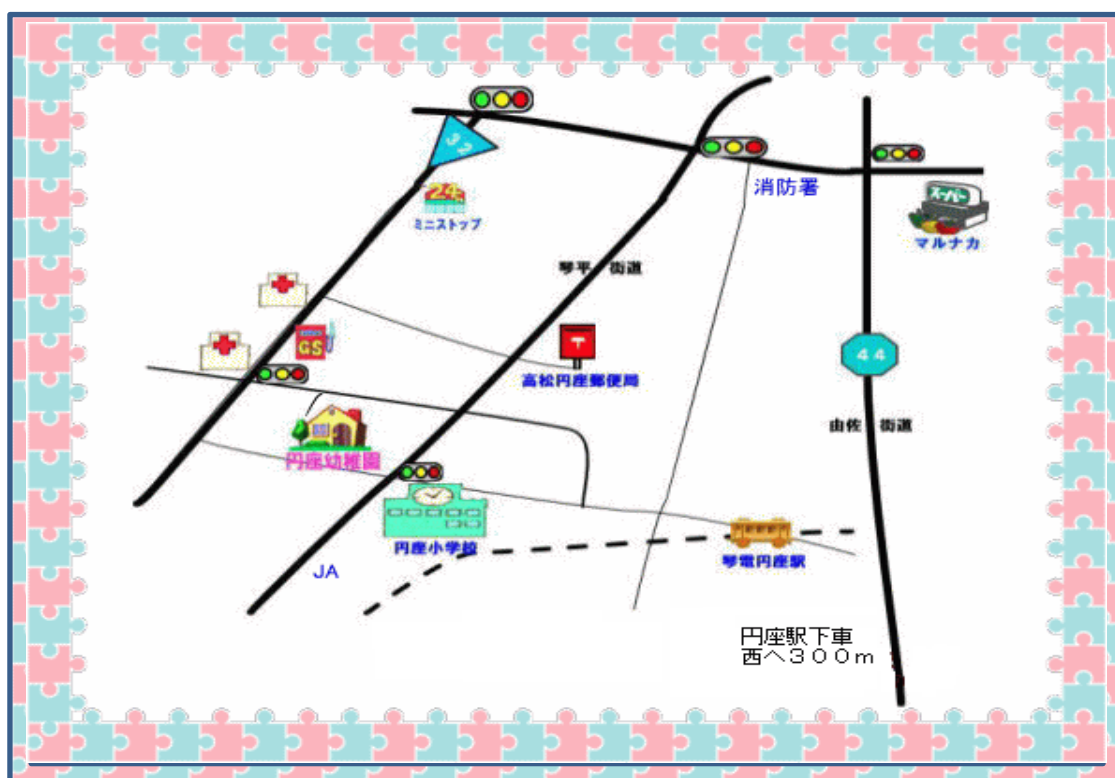 32
消防署
24
ミニストップ
スーパー
マルナカ
琴平 街道
GS
〒
高松円座郵便局
44
由佐 街道
円座幼稚園
円座小学校
琴電円座駅
JA
円座駅下車
西へ300m